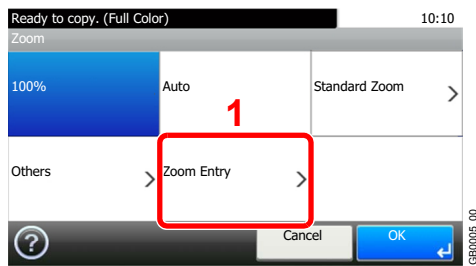 Ready to copy. (Full Color) 10:10
Zoom
100% Auto Standard Zoom >
1
Others > Zoom Entry >
? Cancel OK
GB0005_00